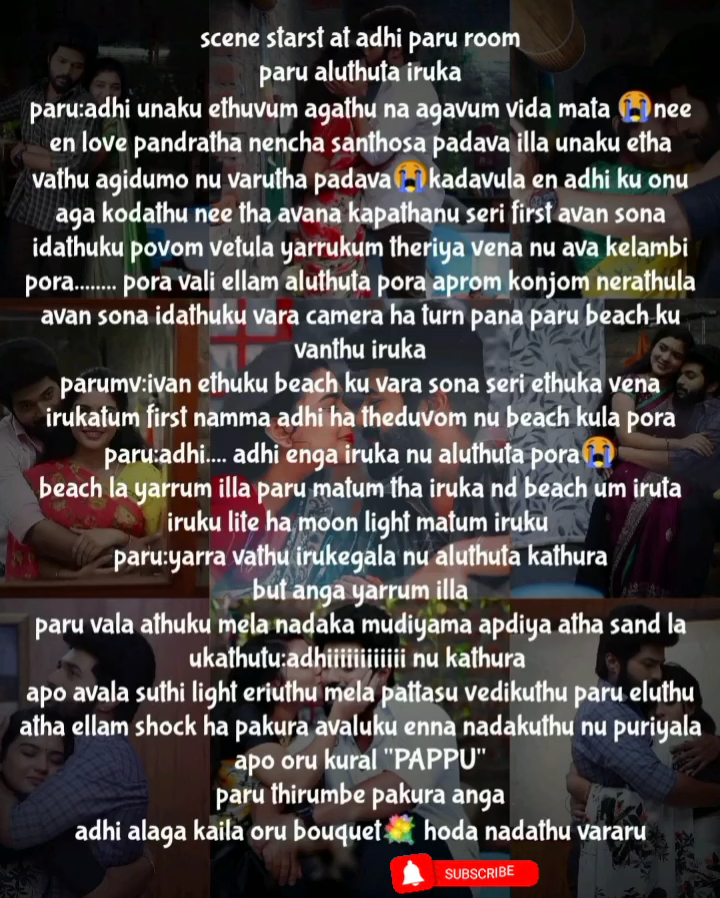 scene starst at adhi paru room
paru aluthuta iruka
paru:adhi unaku ethuvum agathu na agavum vida mata 😭nee
en love pandratha nencha santhosa padava illa unaku etha
vathu agidumo nu varutha padava😭kadavula en adhi ku onu
aga kodathu nee tha avana kapathanu seri first avan sona
idathuku povom vetula yarrukum theriya vena nu ava kelambi
pora........ pora vali ellam aluthuta pora aprom konjom nerathula
avan sona idathuku vara camera ha turn pana paru beach ku
vanthu iruka
parumv:ivan ethuku beach ku vara sona seri ethuka vena
irukatum first namma adhi ha theduvom nu beach kula pora
paru:adhi.... adhi enga iruka nu aluthuta pora😭
beach la yarrum illa paru matum tha iruka nd beach um iruta
iruku lite ha moon light matum iruku
paru:yarra vathu irukegala nu aluthuta kathura
but anga yarrum illa
paru vala athuku mela nadaka mudiyama apdiya atha sand la
ukathutu:adhiiiiiiiiiiiii nu kathura
apo avala suthi light eriuthu mela pattasu vedikuthu paru eluthu
atha ellam shock ha pakura avaluku enna nadakuthu nu puriyala
apo oru kural "PAPPU"
paru thirumbe pakura anga
adhi alaga kaila oru bouquet💐 hoda nadathu vararu
SUBSCRIBE